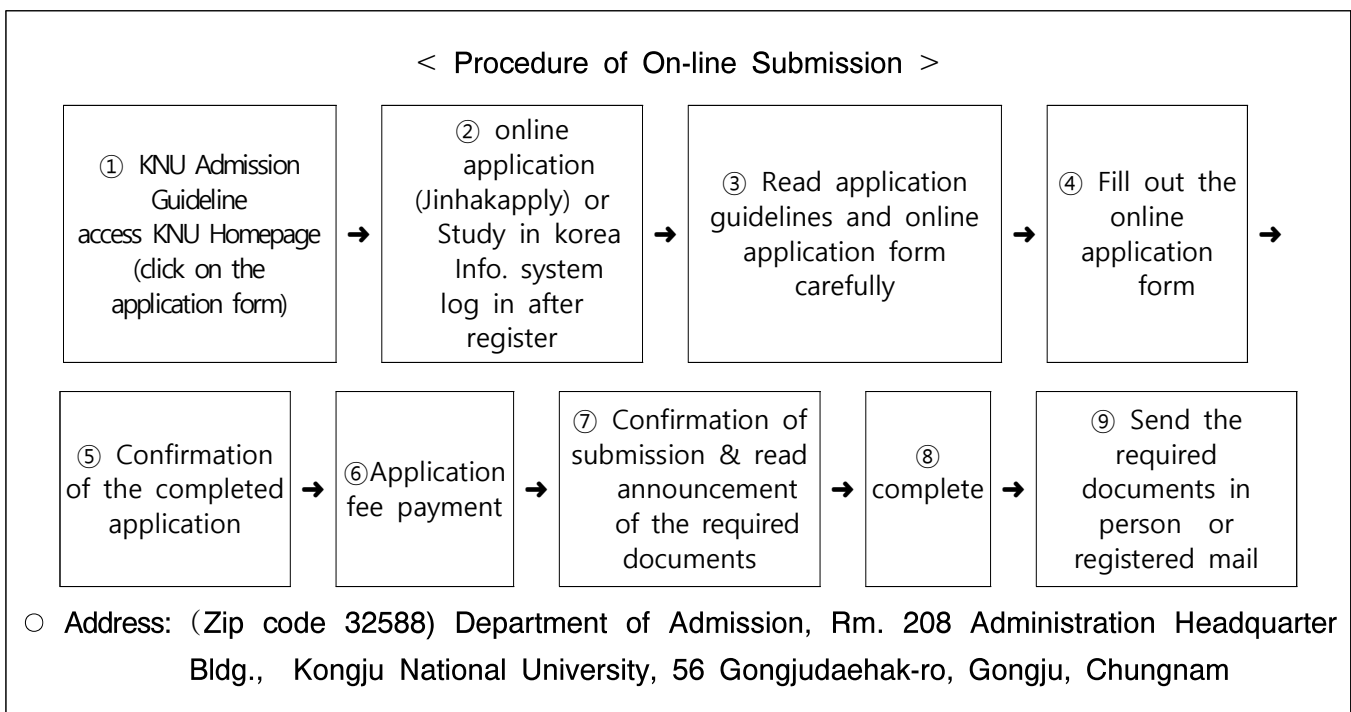 < Procedure of On-line Submission >
① KNU Admission
Guideline
access KNU Homepage
(click on the
application form)
➜
② online
application
(Jinhakapply) or
Study in korea
Info. system
log in after
register
➜
③ Read application
guidelines and online
application form
carefully
➜
④ Fill out the
online
application
form
➜
⑤ Confirmation
of the completed
application
➜
⑥Application
fee payment
➜
⑦ Confirmation of
submission & read
announcement
of the required
documents
➜
⑧
complete
➜
⑨ Send the
required
documents in
person or
registered mail
○ Address: (Zip code 32588) Department of Admission, Rm. 208 Administration Headquarter
Bldg., Kongju National University, 56 Gongjudaehak-ro, Gongju, Chungnam